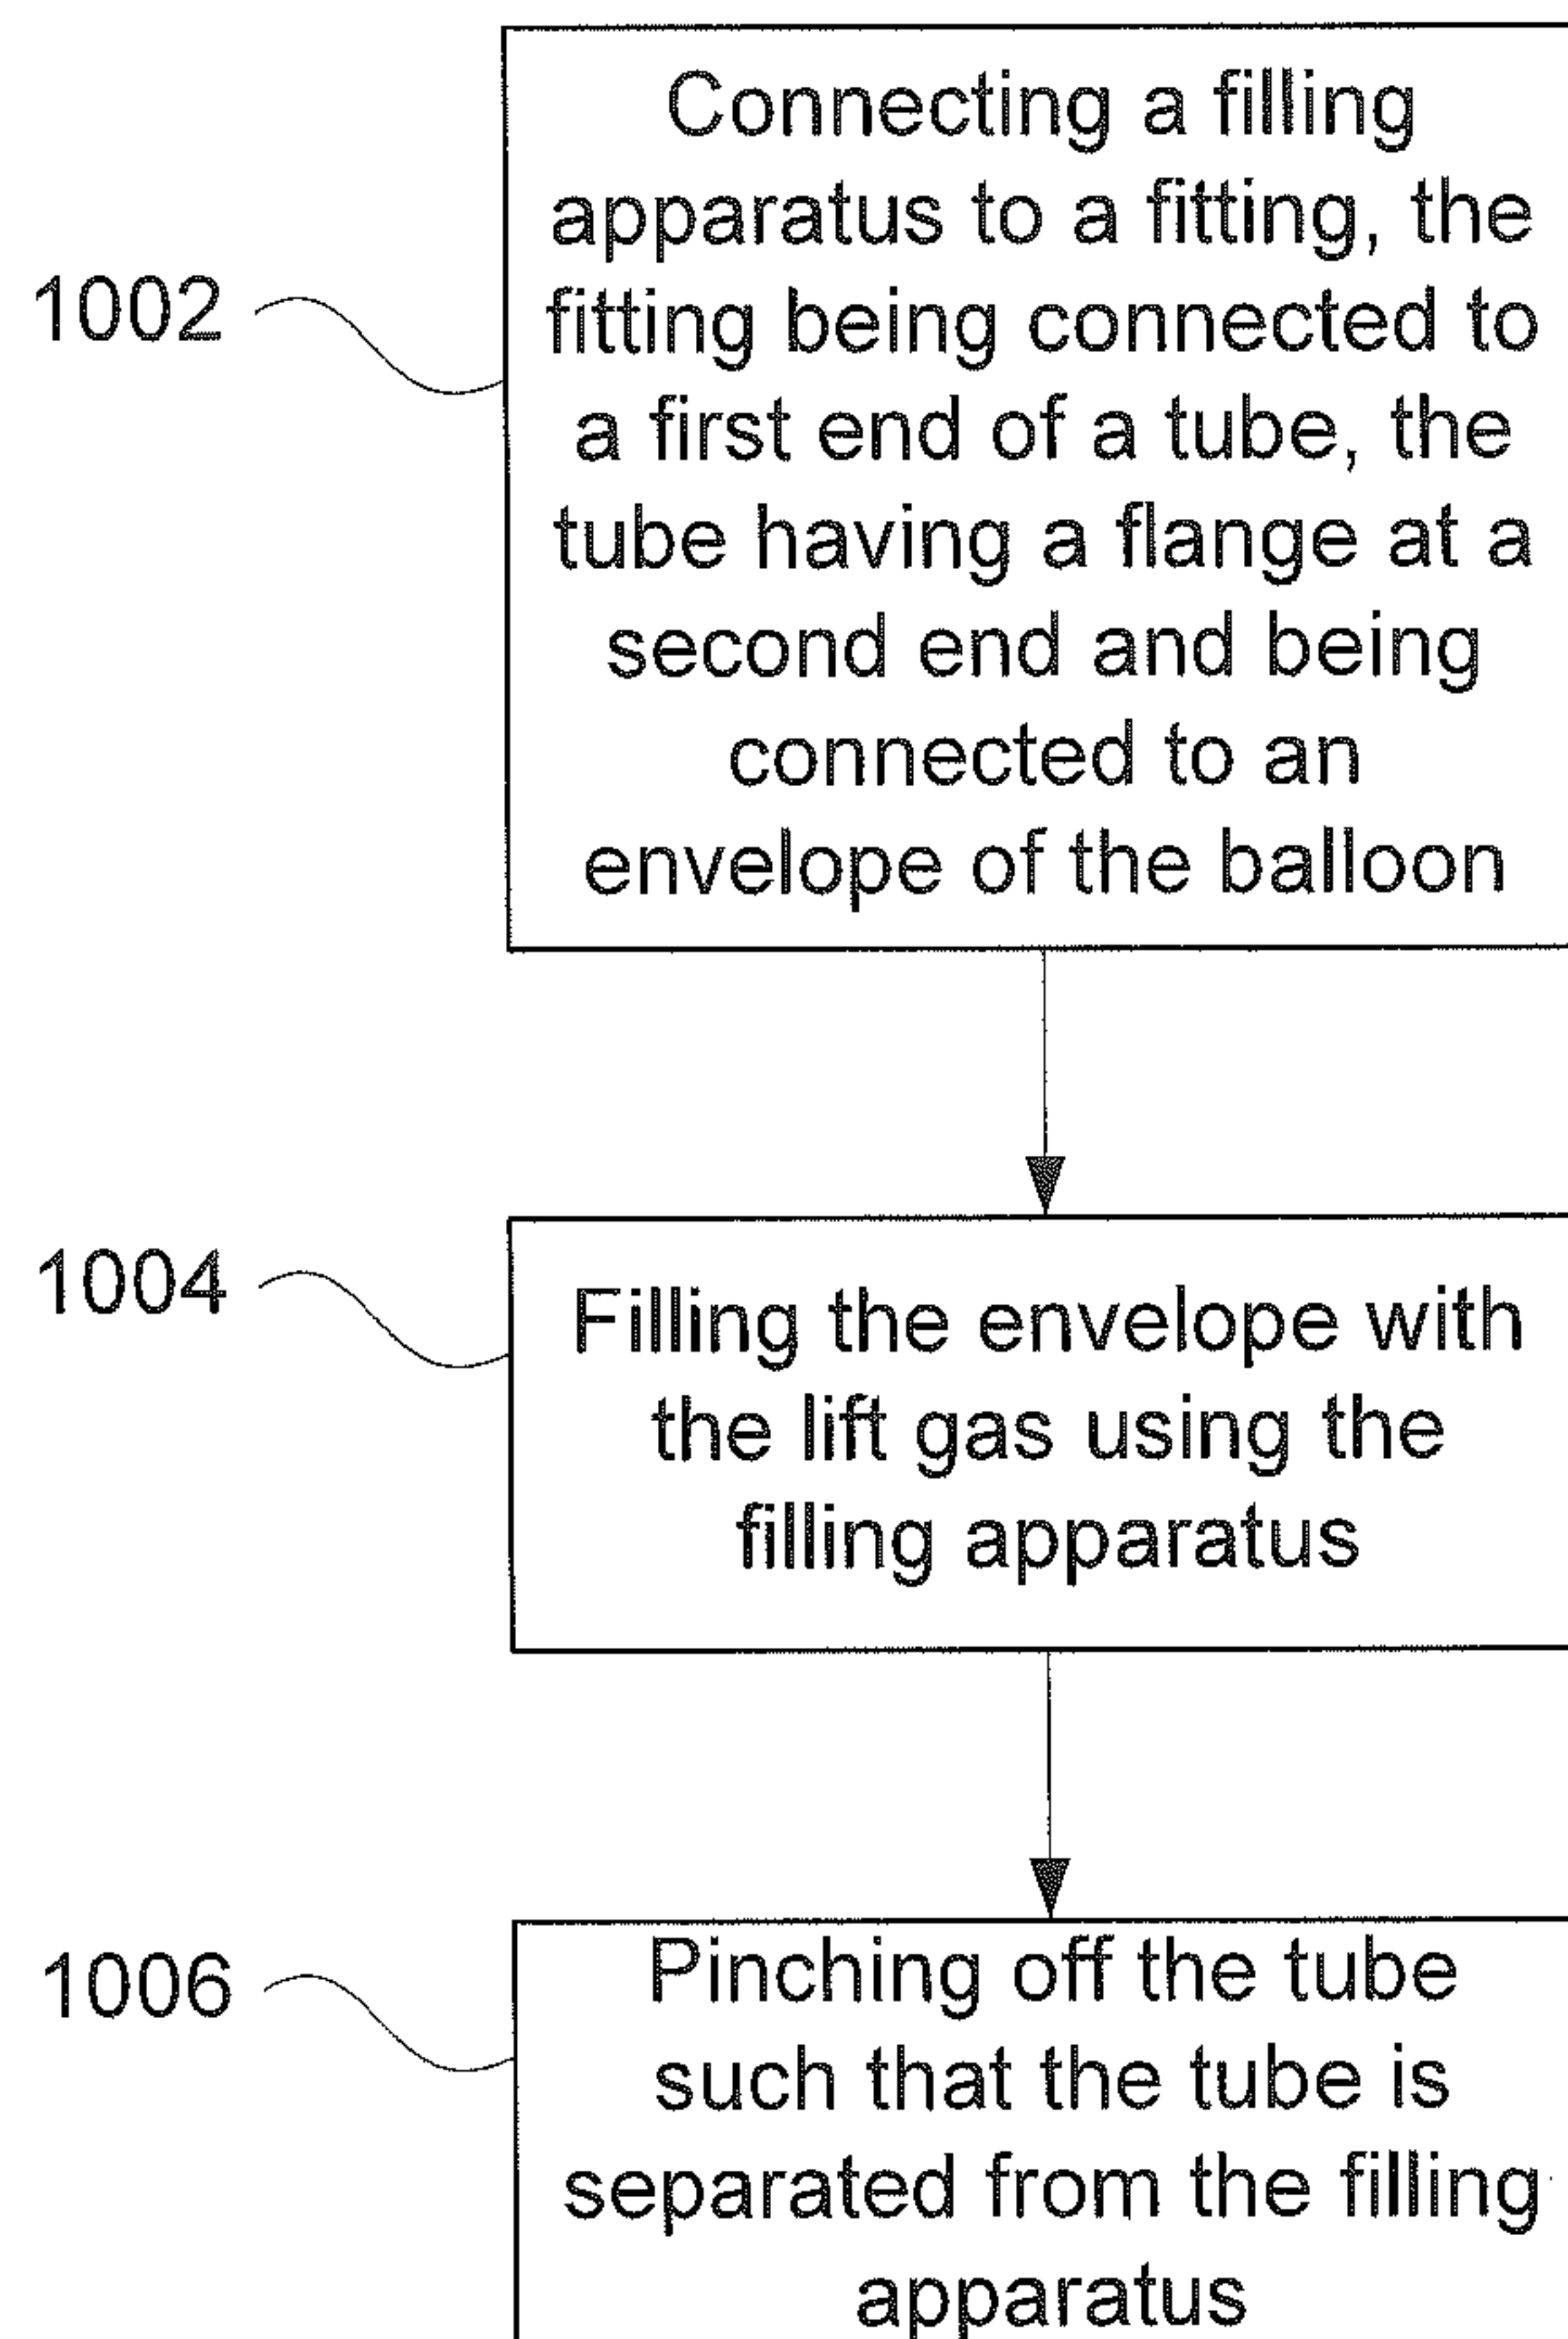 1002
Connecting a filling
apparatus to a fitting, the
fitting being connected to
a first end of a tube, the
tube having a flange at a
second end and being
connected to an
envelope of the balloon
1004
Filling the envelope with
the lift gas using the
filling apparatus
1006
Pinching off the tube
such that the tube is
separated from the filling
apparatus